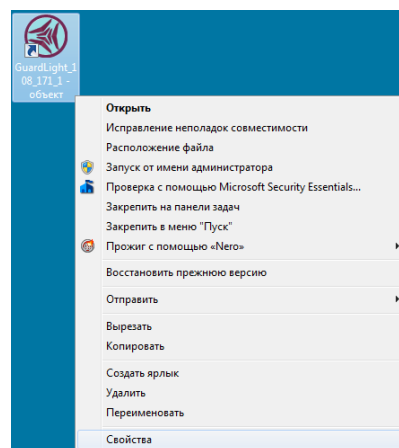 GuardLight_1
08_171_1 -
объект
Открыть
Исправление неполадок совместимости
Расположение файла
Запуск от имени администратора
Проверка с помощью Microsoft Security Essentials...
Закрепить на панели задач
Закрепить в меню "Пуск"
Прожиг с помощью «Nero»
Восстановить прежнюю версию
Отправить
Вырезать
Копировать
Создать ярлык
Удалить
Переименовать
Свойства